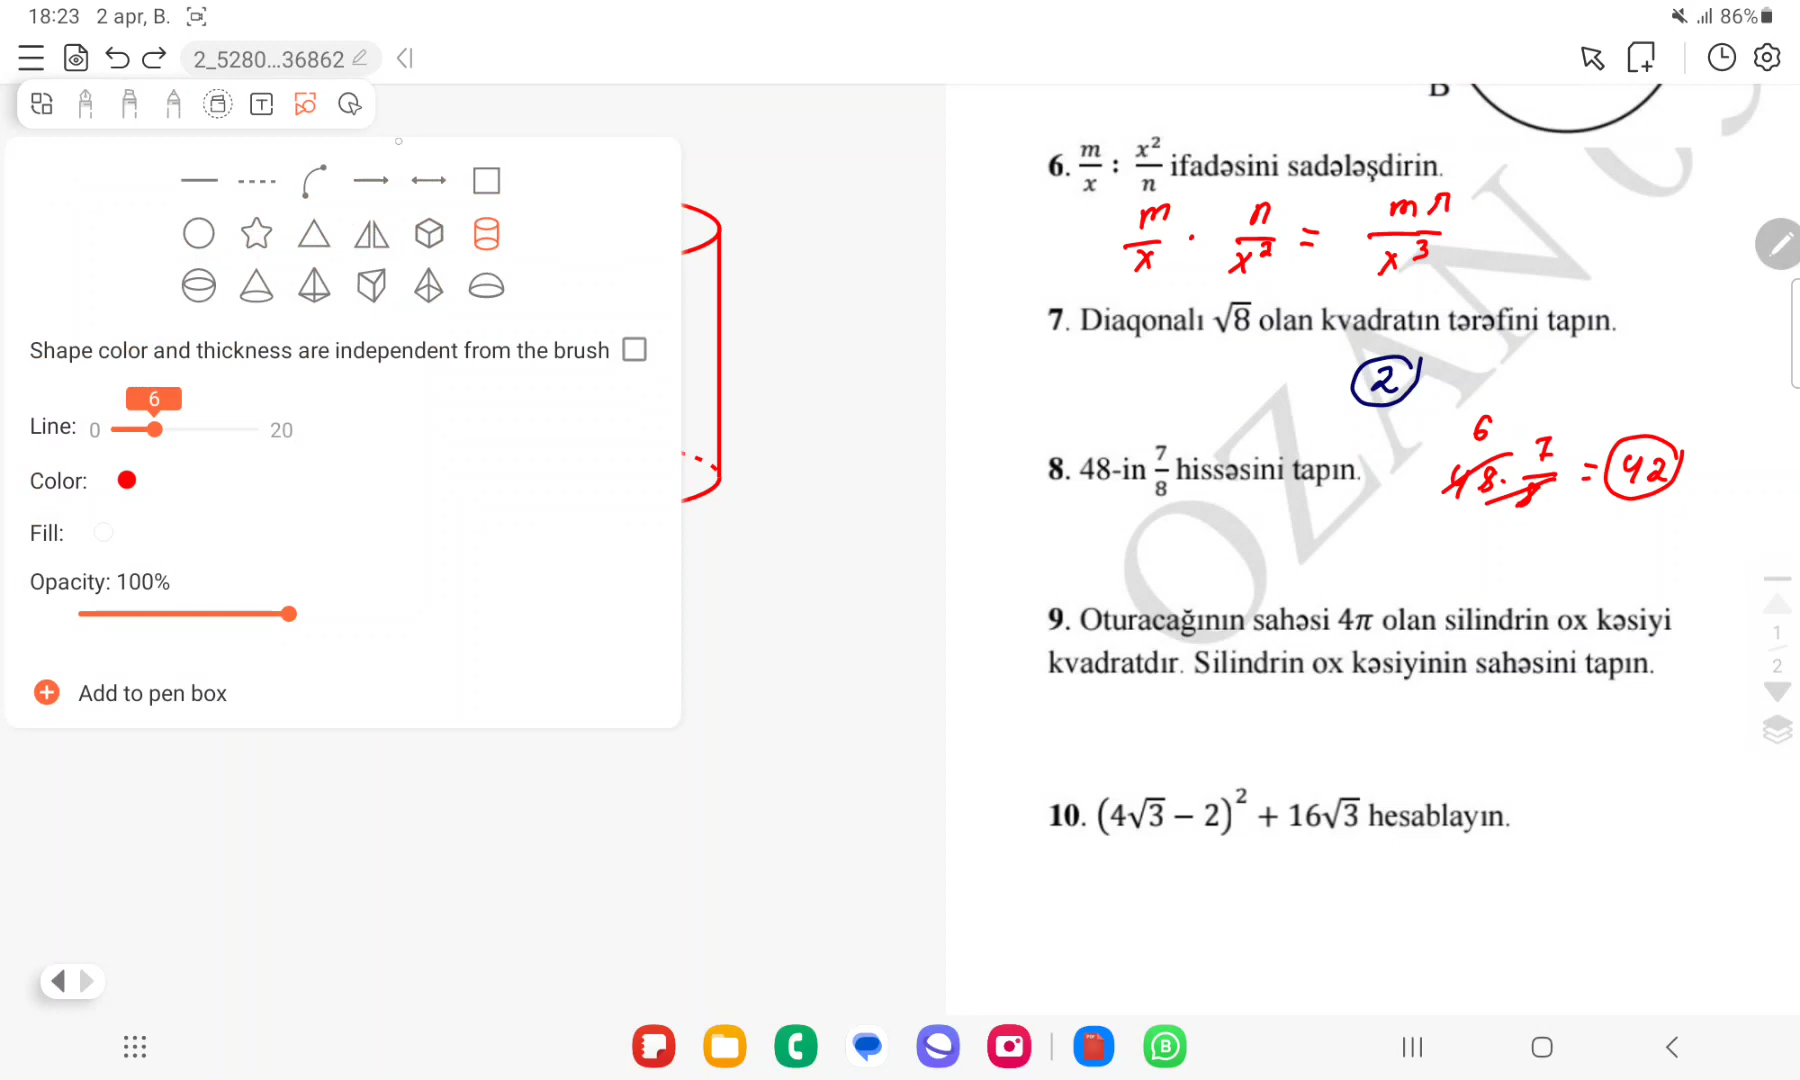 18:23 2 apr, B.
86%
2_5280...36862
T
B
6. m/x : x²/n ifadəsini sadələşdirin.
m/x · n/x² = mn/x³
7. Diaqonalı √8 olan kvadratın tərəfini tapın.
2
8. 48-in 7/8 hissəsini tapın.
6
48 · 7/8 = 42
9. Oturacağının sahəsi 4π olan silindrin ox kəsiyi
kvadratdır. Silindrin ox kəsiyinin sahəsini tapın.
10. (4√3 − 2)² + 16√3 hesablayın.
OZAN
Shape color and thickness are independent from the brush
6
Line: 0 20
Color:
Fill:
Opacity: 100%
Add to pen box
1
2
PDF
B